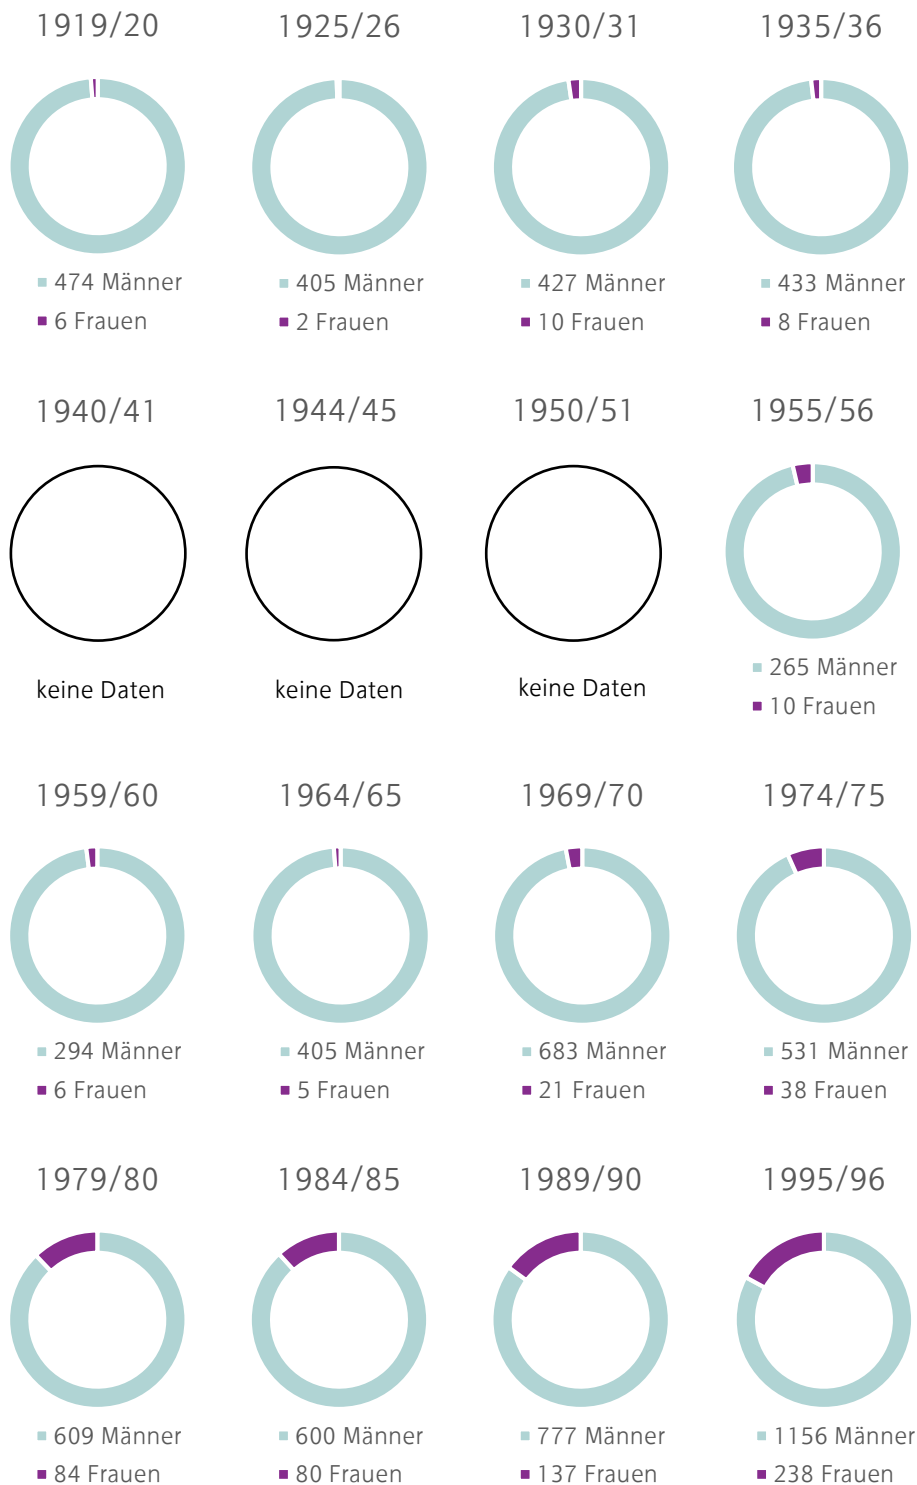 1919/20
474 Männer
6 Frauen
1925/26
405 Männer
2 Frauen
1930/31
427 Männer
10 Frauen
1935/36
433 Männer
8 Frauen
1940/41
keine Daten
1944/45
keine Daten
1950/51
keine Daten
1955/56
265 Männer
10 Frauen
1959/60
294 Männer
6 Frauen
1964/65
405 Männer
5 Frauen
1969/70
683 Männer
21 Frauen
1974/75
531 Männer
38 Frauen
1979/80
609 Männer
84 Frauen
1984/85
600 Männer
80 Frauen
1989/90
777 Männer
137 Frauen
1995/96
1156 Männer
238 Frauen